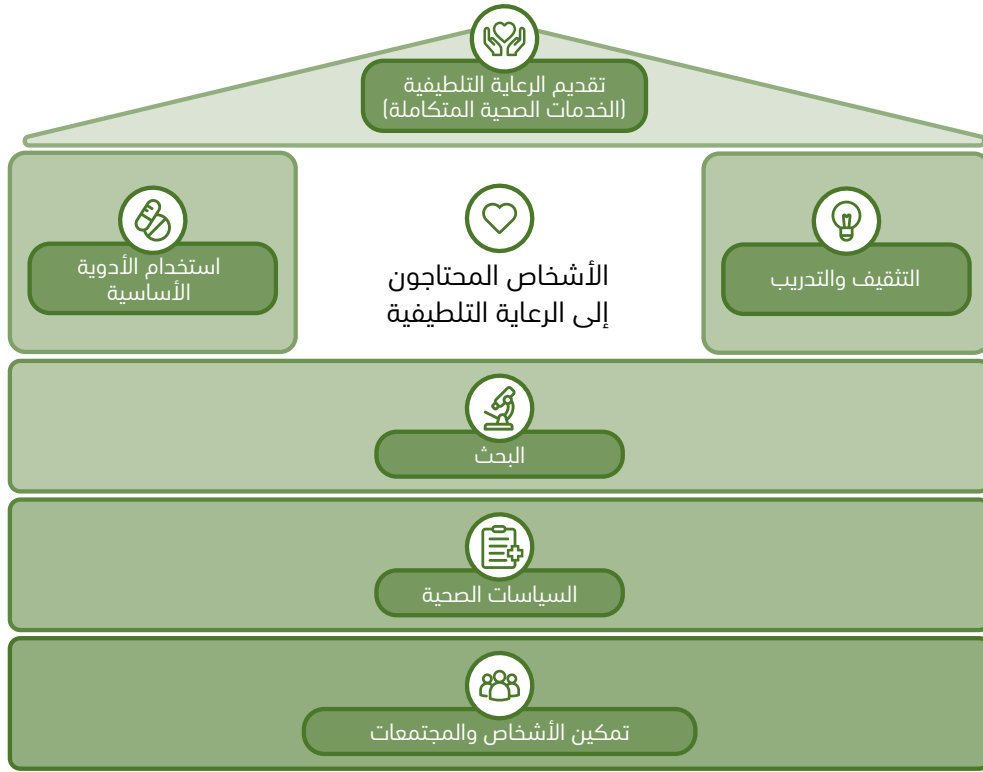 تقديم الرعاية التلطيفية
(الخدمات الصحية المتكاملة)
التثقيف والتدريب
الأشخاص المحتاجون
إلى الرعاية التلطيفية
استخدام الأدوية
الأساسية
البحث
السياسات الصحية
تمكين الأشخاص والمجتمعات